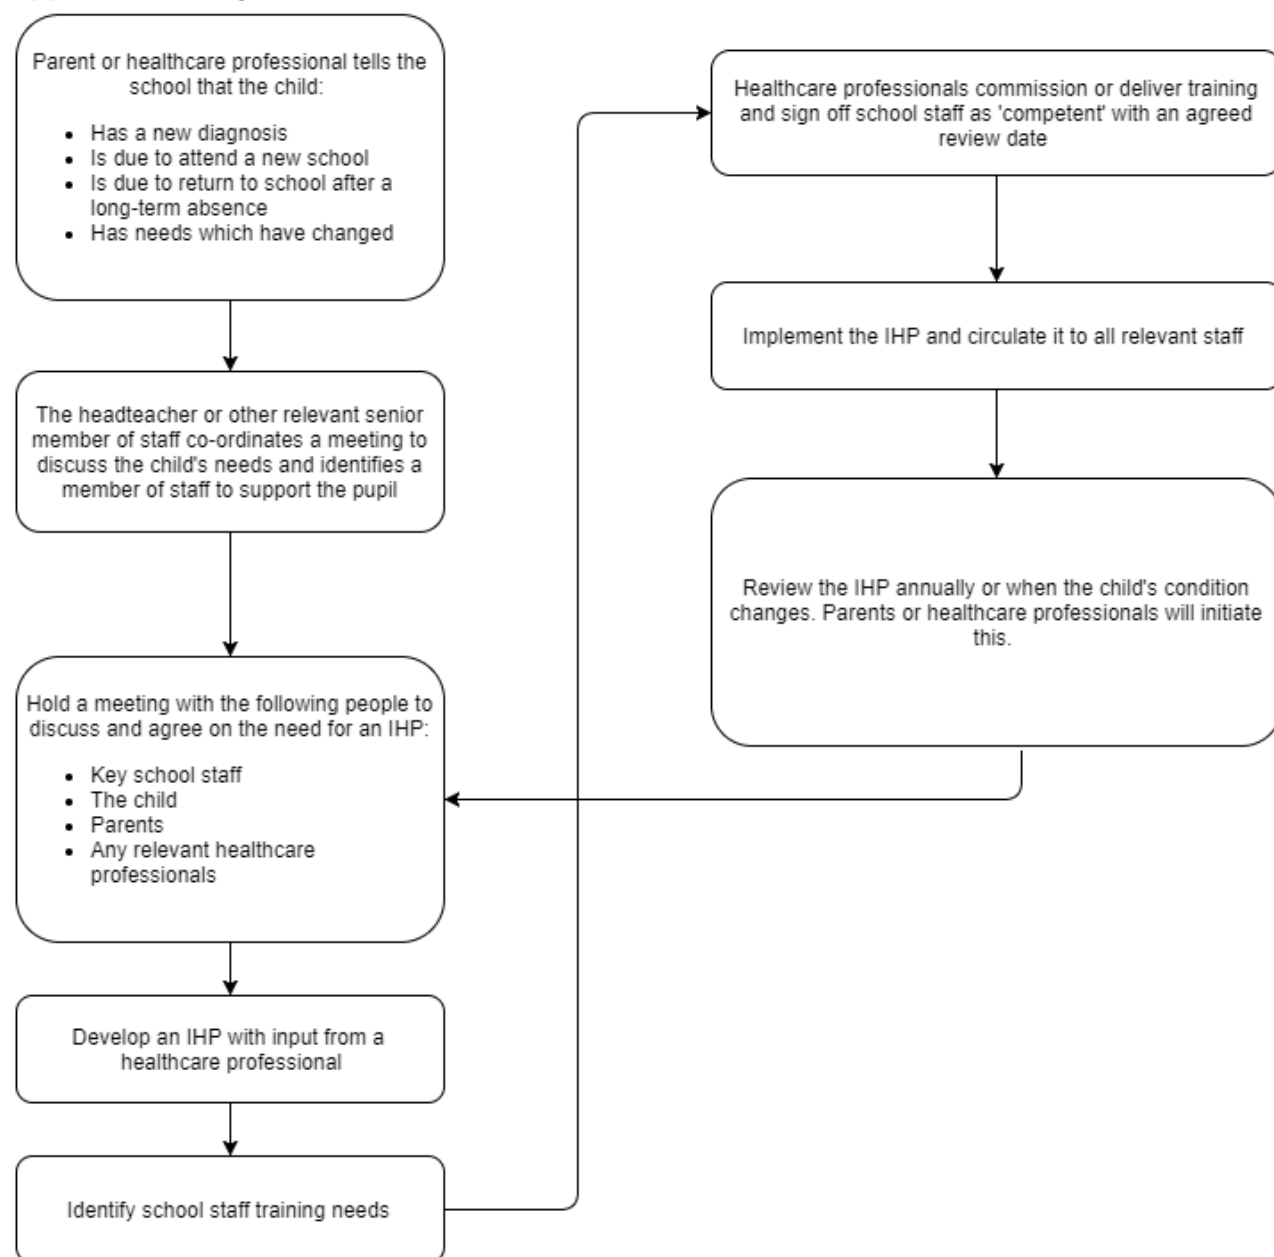 Parent or healthcare professional tells the
school that the child:
• Has a new diagnosis
• Is due to attend a new school
• Is due to return to school after a
long-term absence
• Has needs which have changed
The headteacher or other relevant senior
member of staff co-ordinates a meeting to
discuss the child's needs and identifies a
member of staff to support the pupil
Hold a meeting with the following people to
discuss and agree on the need for an IHP:
• Key school staff
• The child
• Parents
• Any relevant healthcare
professionals
Develop an IHP with input from a
healthcare professional
Identify school staff training needs
Healthcare professionals commission or deliver training
and sign off school staff as 'competent' with an agreed
review date
Implement the IHP and circulate it to all relevant staff
Review the IHP annually or when the child's condition
changes. Parents or healthcare professionals will initiate
this.